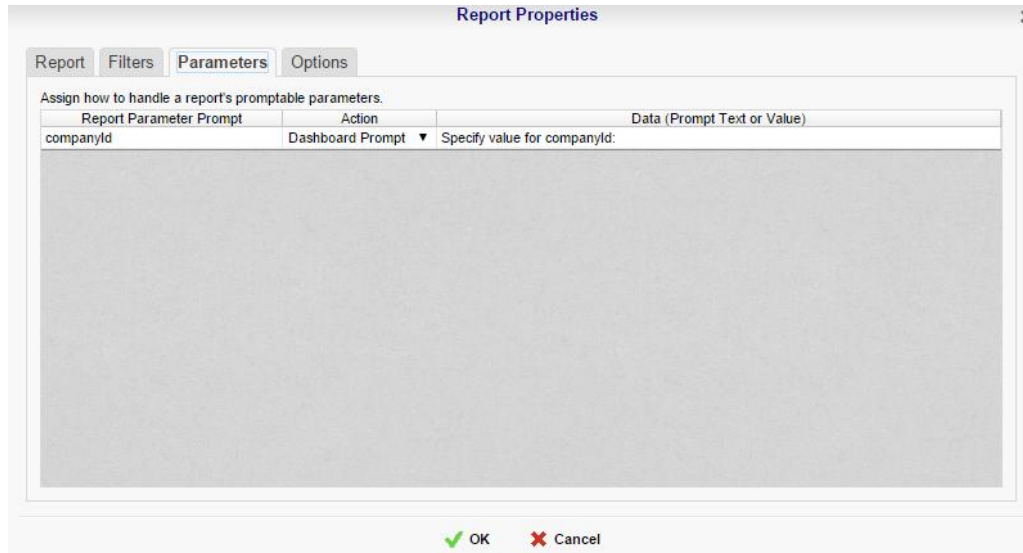 Report Properties
Report Filters Parameters Options
Assign how to handle a report's promptable parameters.
Report Parameter Prompt Action Data (Prompt Text or Value)
companyId Dashboard Prompt ▼ Specify value for companyId:
OK Cancel